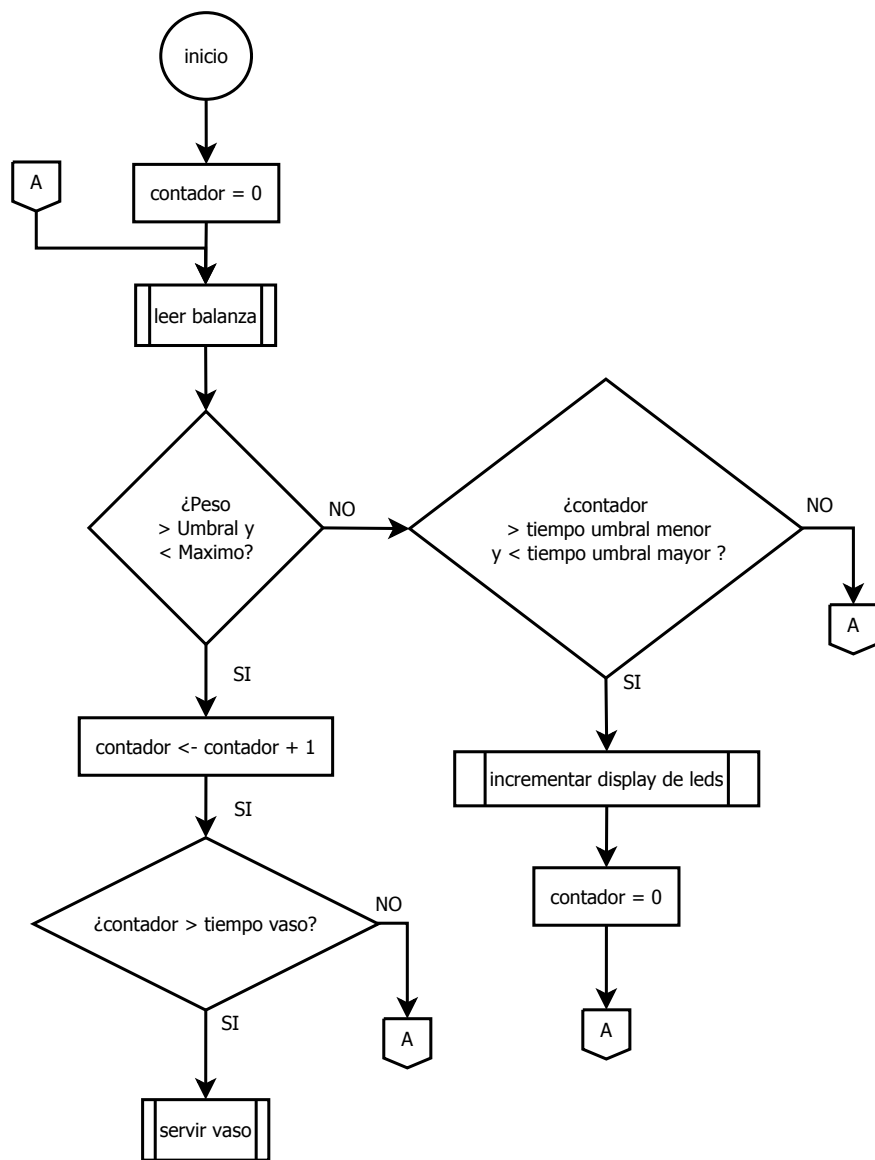 inicio
A
contador = 0
leer balanza
¿Peso
> Umbral y
< Maximo?
NO
¿contador
> tiempo umbral menor
y < tiempo umbral mayor ?
NO
A
SI
SI
contador <- contador + 1
incrementar display de leds
SI
¿contador > tiempo vaso?
NO
contador = 0
SI
A
A
servir vaso